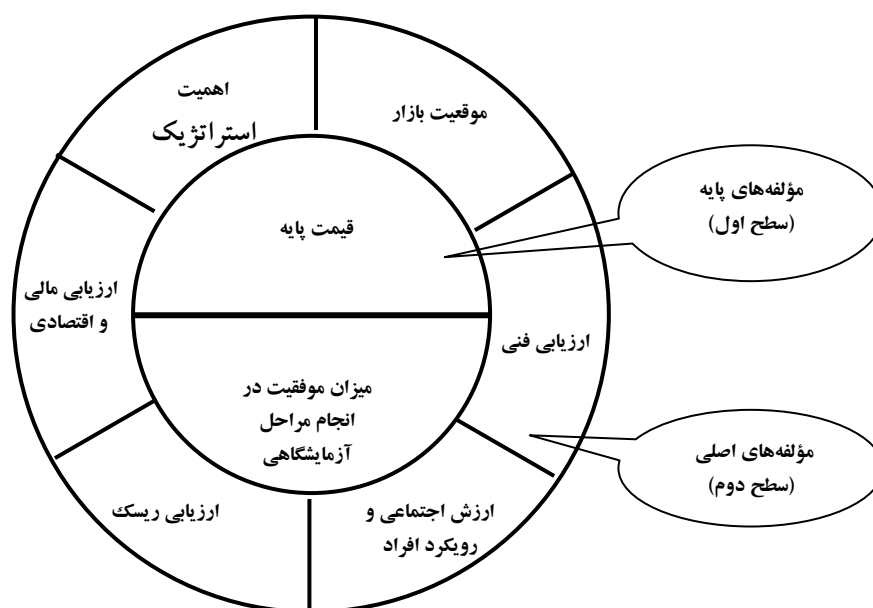 اهمیت
استراتژیک
موقعیت بازار
مؤلفه‌های پایه
(سطح اول)
قیمت پایه
ارزیابی مالی
و اقتصادی
ارزیابی فنی
میزان موفقیت در
انجام مراحل
آزمایشگاهی
مؤلفه‌های اصلی
(سطح دوم)
ارزیابی ریسک
ارزش اجتماعی و
رویکرد افراد